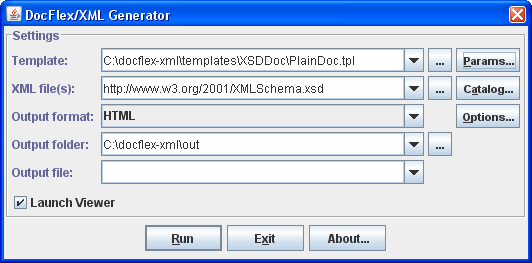 DocFlex/XML Generator
Settings
Template: C:\docflex-xml\templates\XSDDoc\PlainDoc.tpl ... Params...
XML file(s): http://www.w3.org/2001/XMLSchema.xsd ... Catalog...
Output format: HTML Options...
Output folder: C:\docflex-xml\out ...
Output file:
Launch Viewer
Run Exit About...